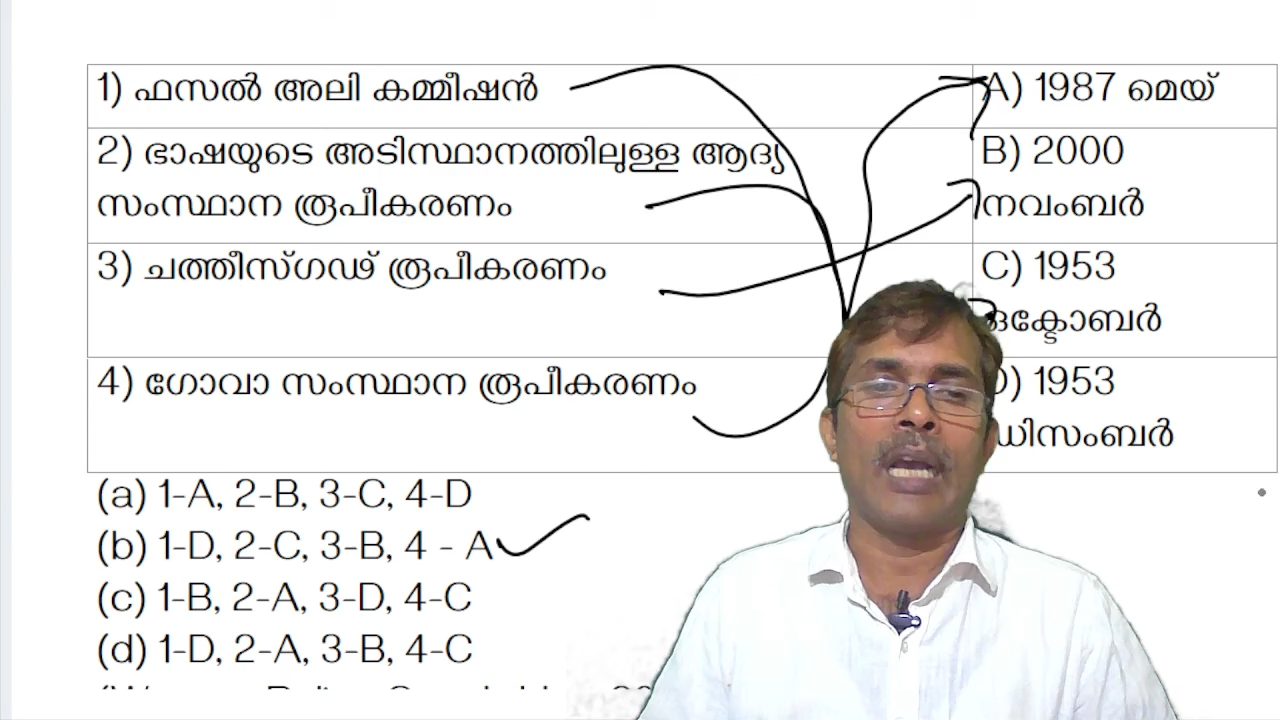 1) ഫസൽ അലി കമ്മീഷൻ
A) 1987 മെയ്
2) ഭാഷയുടെ അടിസ്ഥാനത്തിലുള്ള ആദ്യ
സംസ്ഥാന രൂപീകരണം
B) 2000
നവംബർ
3) ചത്തീസ്ഗഢ് രൂപീകരണം
C) 1953
ഒക്ടോബർ
4) ഗോവാ സംസ്ഥാന രൂപീകരണം
D) 1953
ഡിസംബർ
(a) 1-A, 2-B, 3-C, 4-D
(b) 1-D, 2-C, 3-B, 4 - A
(c) 1-B, 2-A, 3-D, 4-C
(d) 1-D, 2-A, 3-B, 4-C